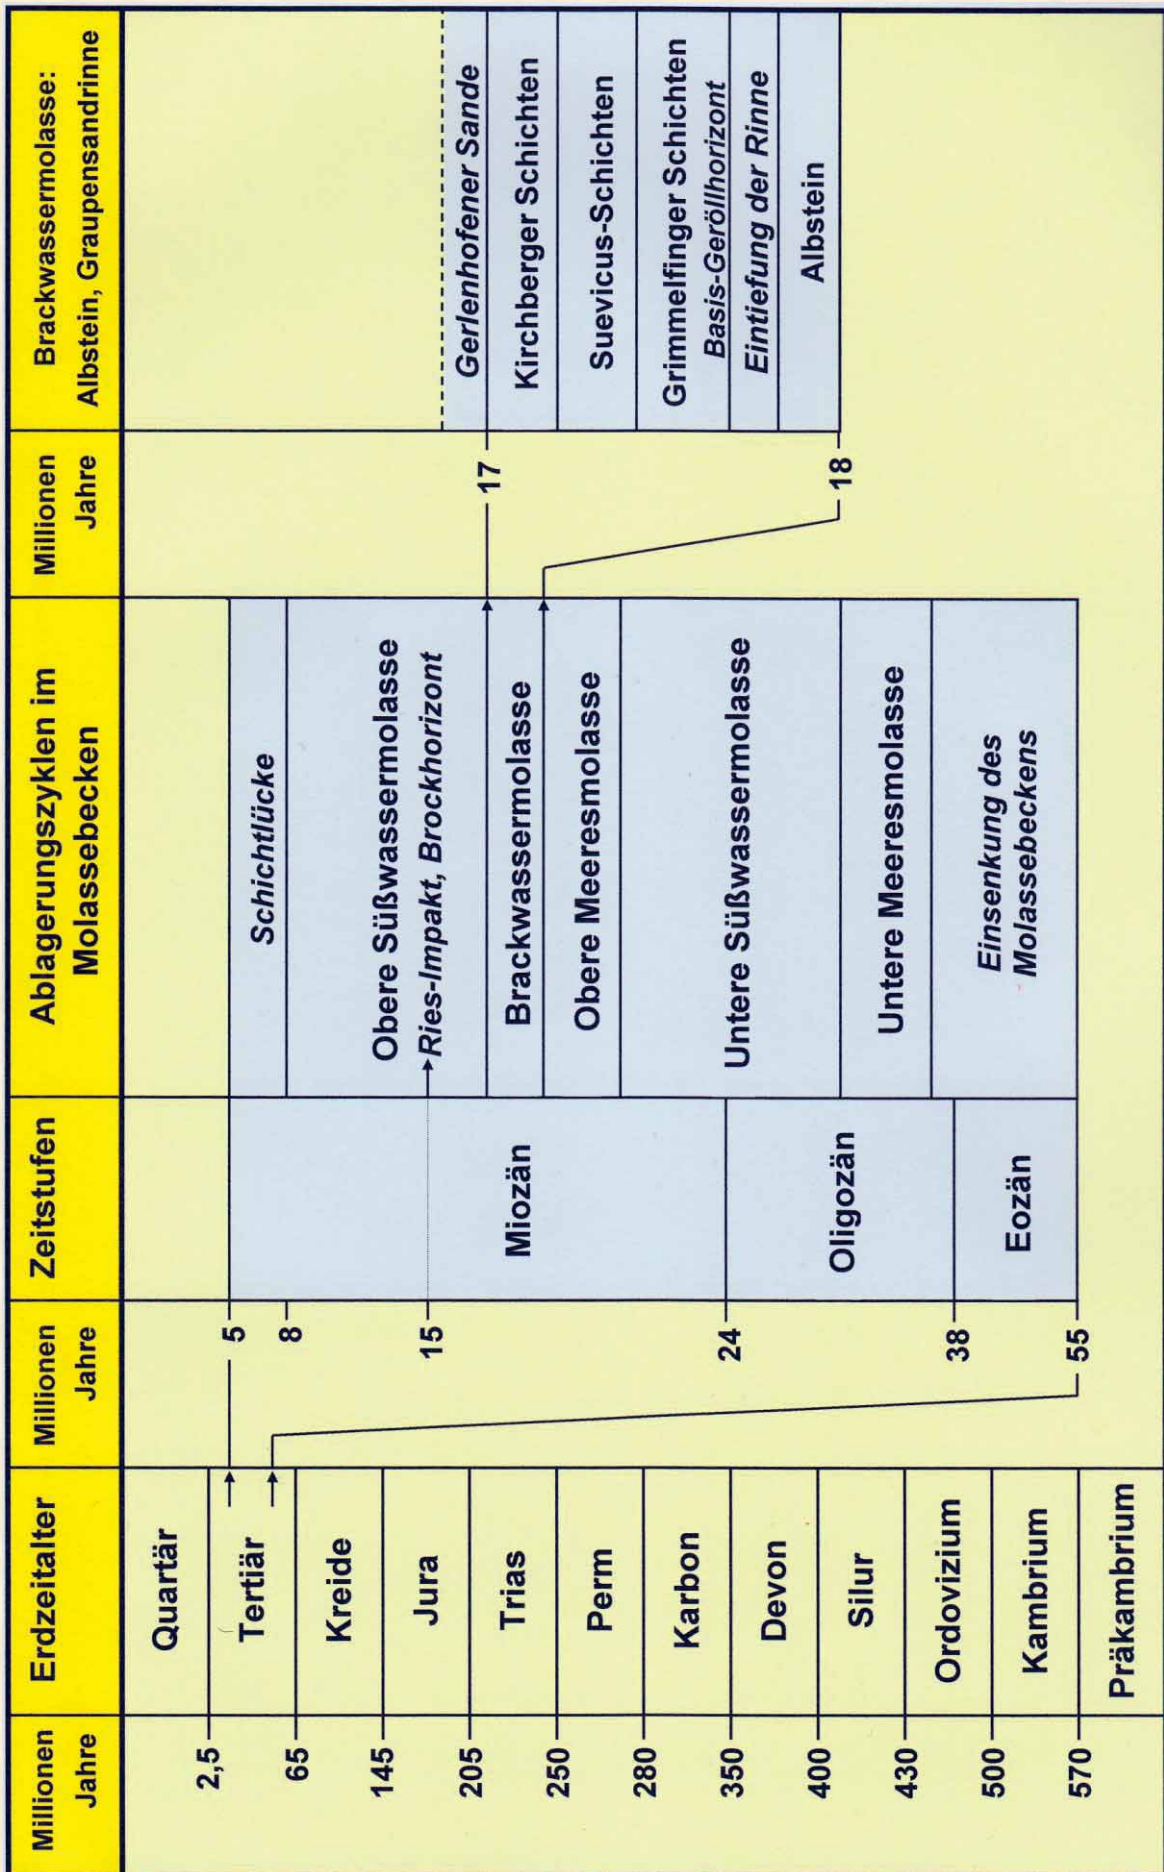 Millionen
Jahre
2,5
65
145
205
250
280
350
400
430
500
570
Erdzeitalter
Quartär
Tertiär
Kreide
Jura
Trias
Perm
Karbon
Devon
Silur
Ordovizium
Kambrium
Präkambrium
Millionen
Jahre
5
8
15
24
38
55
Zeitstufen
Miozän
Oligozän
Eozän
Ablagerungszyklen im
Molassebecken
Schichtlücke
Obere Süßwassermolasse
Ries-Impakt, Brockhorizont
Brackwassermolasse
Obere Meeresmolasse
Untere Süßwassermolasse
Untere Meeresmolasse
Einsenkung des
Molassebeckens
Millionen
Jahre
17
18
Brackwassermolasse:
Albstein, Graupensandrinne
Gerlenhofener Sande
Kirchberger Schichten
Suevicus-Schichten
Grimmelfinger Schichten
Basis-Geröllhorizont
Eintiefung der Rinne
Albstein